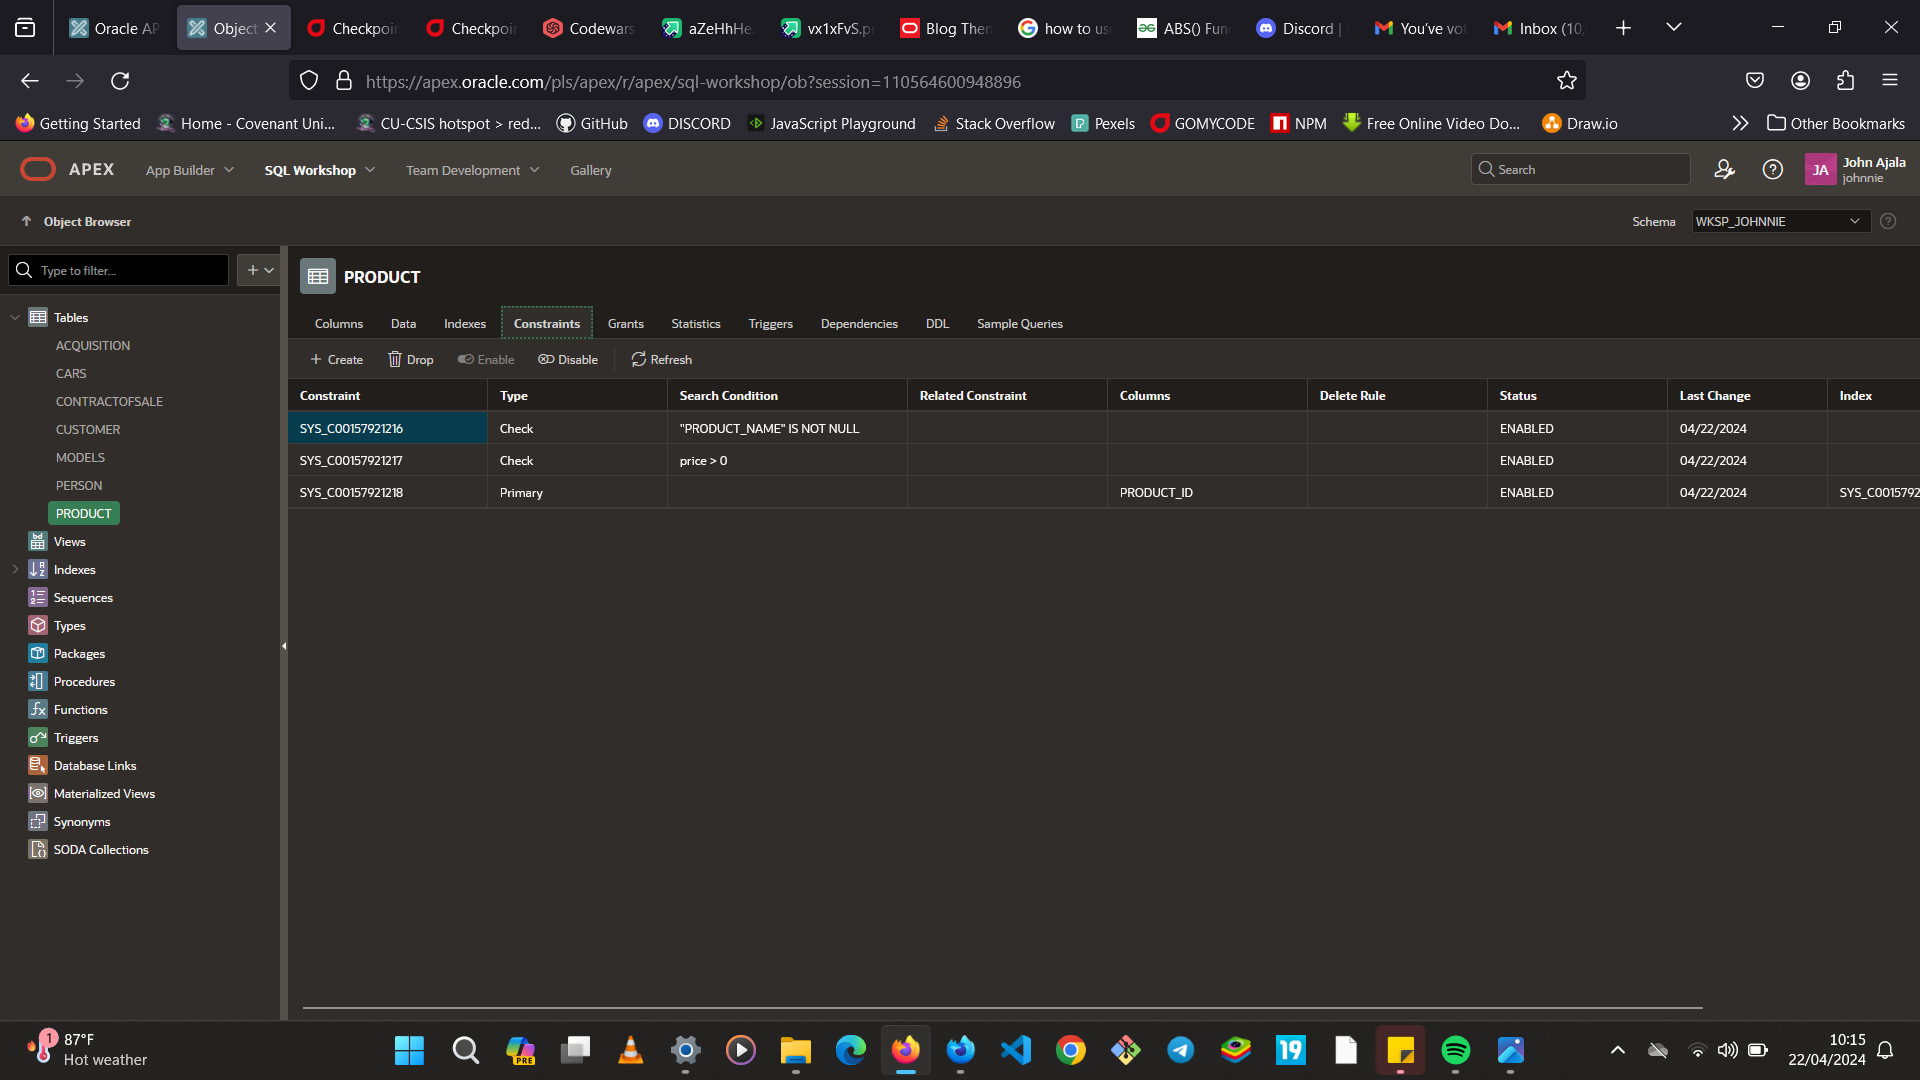 Oracle AP
Object
Checkpoin
Checkpoin
Codewars
aZeHhHe.
vx1xFvS.p
Blog Them
how to us
ABS() Fun
Discord |
You've vot
Inbox (10,
https://apex.oracle.com/pls/apex/r/apex/sql-workshop/ob?session=110564600948896
Getting Started
Home - Covenant Uni...
CU-CSIS hotspot > red...
GitHub
DISCORD
JavaScript Playground
Stack Overflow
Pexels
GOMYCODE
NPM
Free Online Video Do...
Draw.io
Other Bookmarks
APEX
App Builder
SQL Workshop
Team Development
Gallery
Search
JA
John Ajala
johnnie
Object Browser
Schema
WKSP_JOHNNIE
Type to filter...
PRODUCT
Columns
Data
Indexes
Constraints
Grants
Statistics
Triggers
Dependencies
DDL
Sample Queries
Create
Drop
Enable
Disable
Refresh
Constraint Type Search Condition Related Constraint Columns Delete Rule Status Last Change Index
SYS_C00157921216 Check "PRODUCT_NAME" IS NOT NULL ENABLED 04/22/2024
SYS_C00157921217 Check price > 0 ENABLED 04/22/2024
SYS_C00157921218 Primary PRODUCT_ID ENABLED 04/22/2024 SYS_C0015792
Tables
ACQUISITION
CARS
CONTRACTOFSALE
CUSTOMER
MODELS
PERSON
PRODUCT
Views
Indexes
Sequences
Types
Packages
Procedures
Functions
Triggers
Database Links
Materialized Views
Synonyms
SODA Collections
1
87°F
Hot weather
PRE
19
10:15
22/04/2024